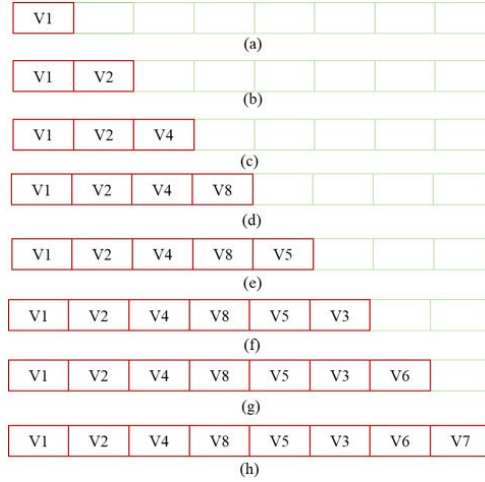 V1
(a)
V1 V2
(b)
V1 V2 V4
(c)
V1 V2 V4 V8
(d)
V1 V2 V4 V8 V5
(e)
V1 V2 V4 V8 V5 V3
(f)
V1 V2 V4 V8 V5 V3 V6
(g)
V1 V2 V4 V8 V5 V3 V6 V7
(h)